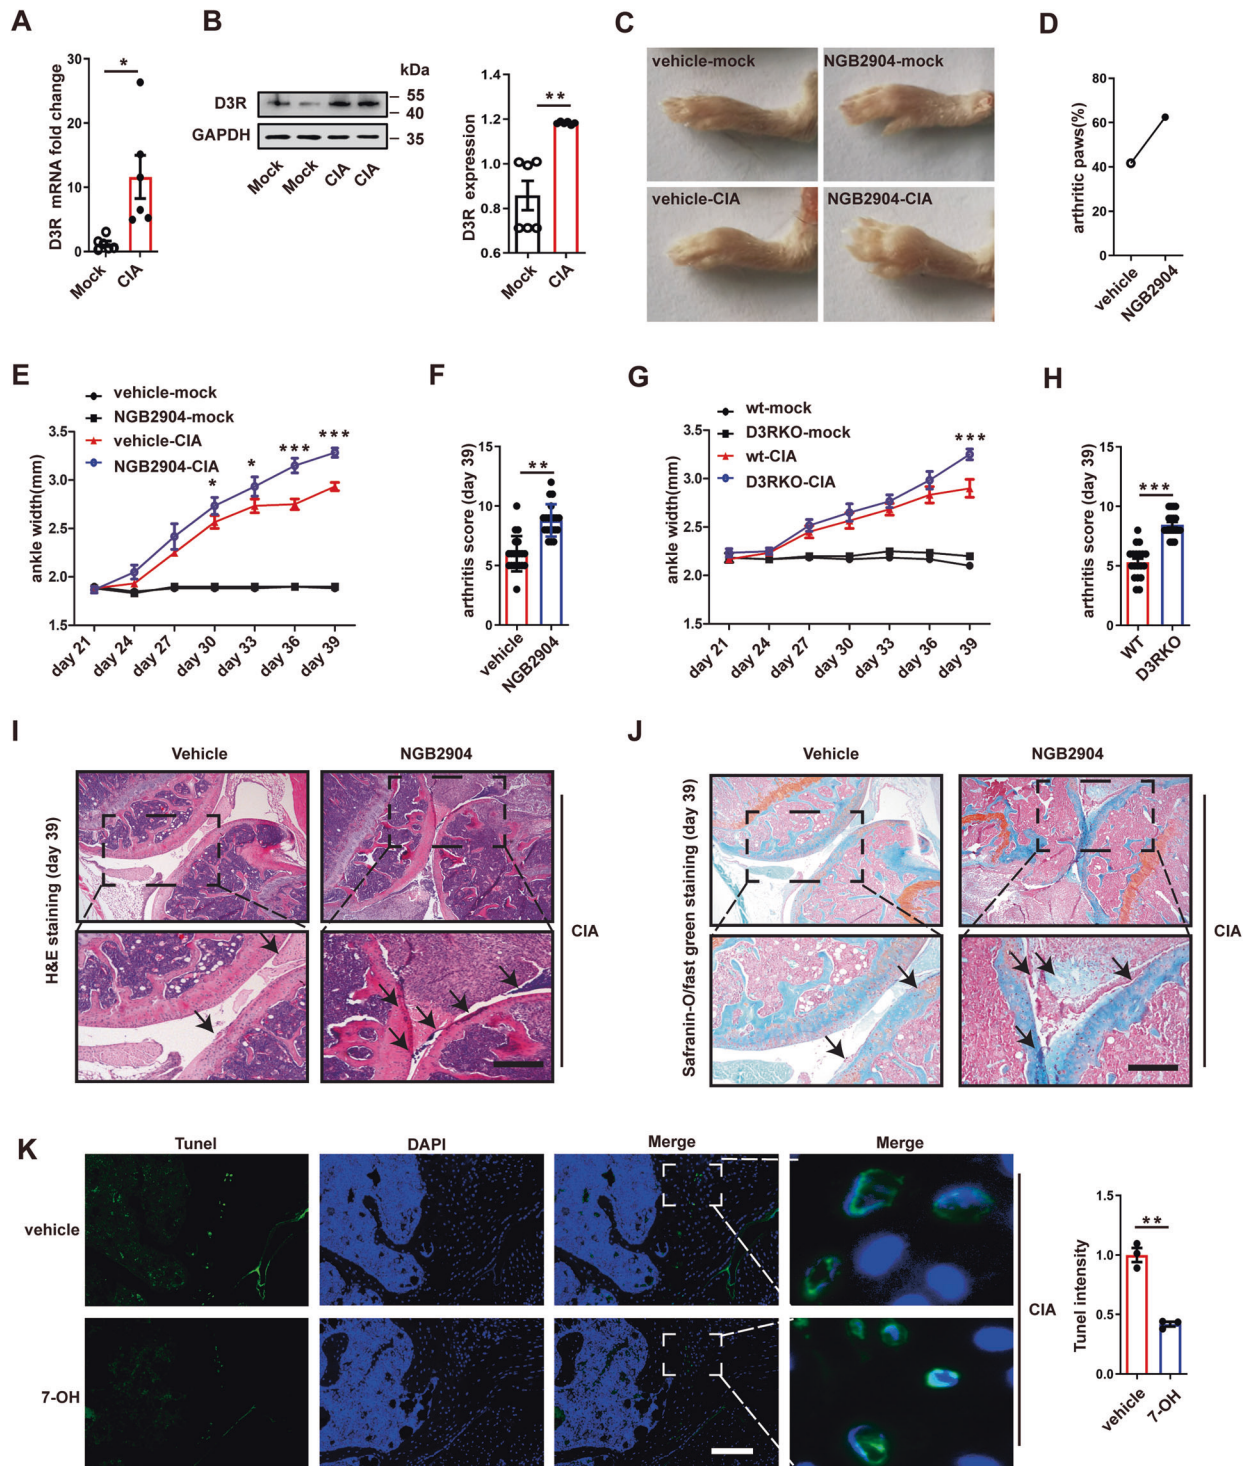 A
D3R mRNA fold change
30
20
10
0
*
Mock
CIA
B
kDa
D3R
55
40
GAPDH
35
Mock
Mock
CIA
CIA
D3R expression
1.4
1.2
1.0
0.8
0.6
**
Mock
CIA
C
vehicle-mock
NGB2904-mock
vehicle-CIA
NGB2904-CIA
D
arthritic paws(%)
80
60
40
20
0
vehicle
NGB2904
E
vehicle-mock
NGB2904-mock
vehicle-CIA
NGB2904-CIA
ankle width(mm)
3.5
3.0
2.5
2.0
1.5
*
*
***
***
day 21
day 24
day 27
day 30
day 33
day 36
day 39
F
arthritis score (day 39)
15
10
5
0
**
vehicle
NGB2904
G
wt-mock
D3RKO-mock
wt-CIA
D3RKO-CIA
ankle width(mm)
3.5
3.0
2.5
2.0
1.5
***
day 21
day 24
day 27
day 30
day 33
day 36
day 39
H
arthritis score (day 39)
15
10
5
0
***
WT
D3RKO
I
Vehicle
NGB2904
H&E staining (day 39)
CIA
J
Vehicle
NGB2904
Safranin-O/fast green staining (day 39)
CIA
K
Tunel
DAPI
Merge
Merge
vehicle
7-OH
CIA
Tunel intensity
1.5
1.0
0.5
0.0
**
vehicle
7-OH